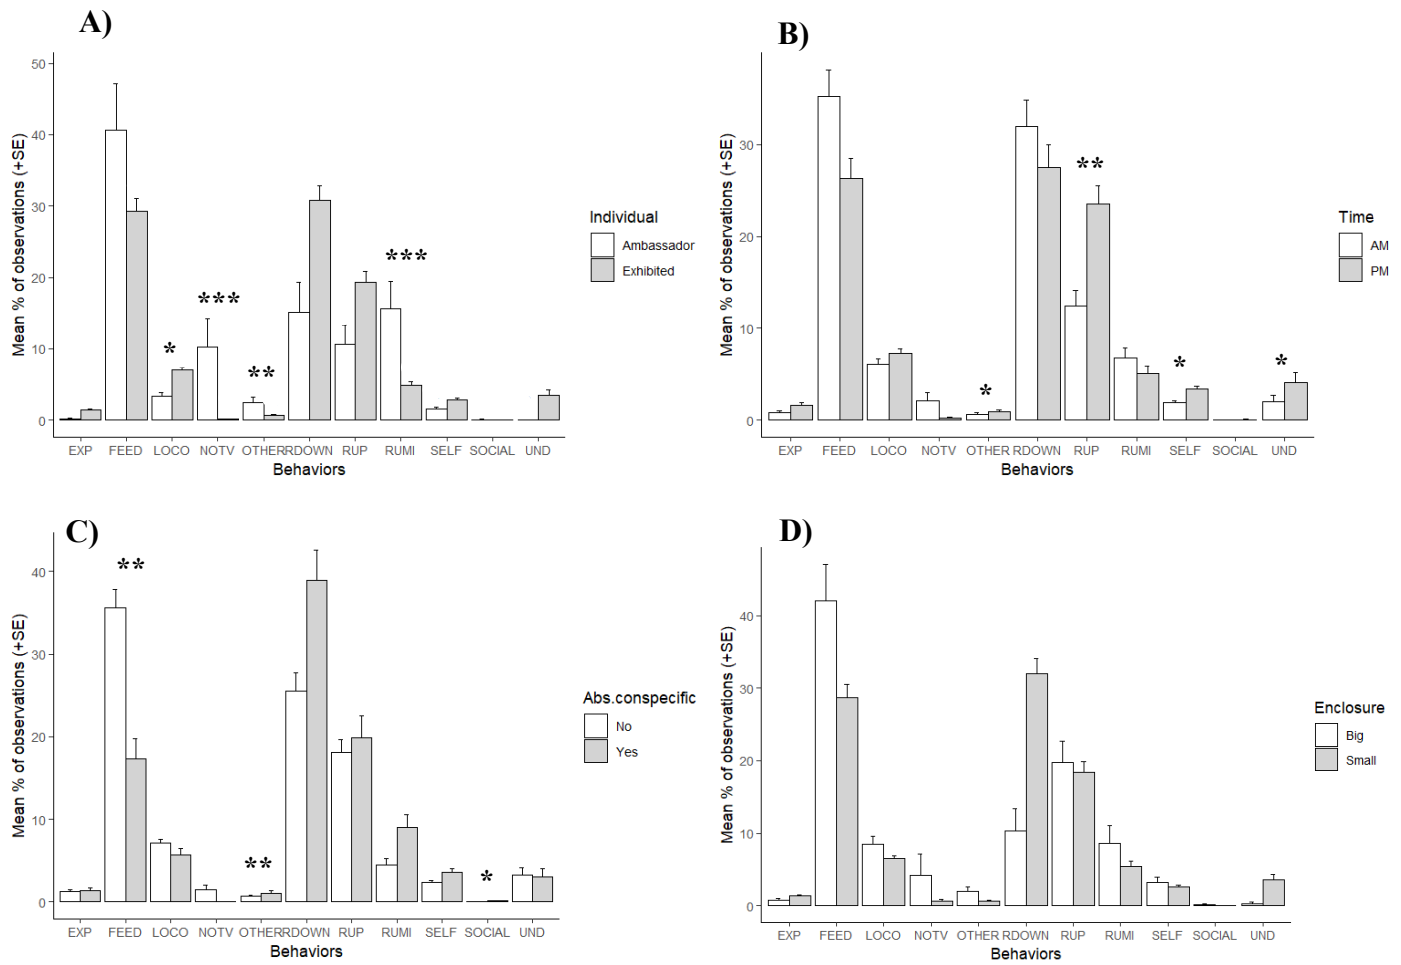 A)
Mean % of observations (+SE)
50
40
30
20
10
0
***
***
*
**
EXP FEED LOCO NOTV OTHER RDOWN RUP RUMI SELF SOCIAL UND
Behaviors
Individual
Ambassador
Exhibited
B)
Mean % of observations (+SE)
30
20
10
0
**
*
*
*
EXP FEED LOCO NOTV OTHER RDOWN RUP RUMI SELF SOCIAL UND
Behaviors
Time
AM
PM
C)
Mean % of observations (+SE)
40
30
20
10
0
**
**
*
EXP FEED LOCO NOTV OTHER RDOWN RUP RUMI SELF SOCIAL UND
Behaviors
Abs.conspecific
No
Yes
D)
Mean % of observations (+SE)
40
30
20
10
0
EXP FEED LOCO NOTV OTHER RDOWN RUP RUMI SELF SOCIAL UND
Behaviors
Enclosure
Big
Small